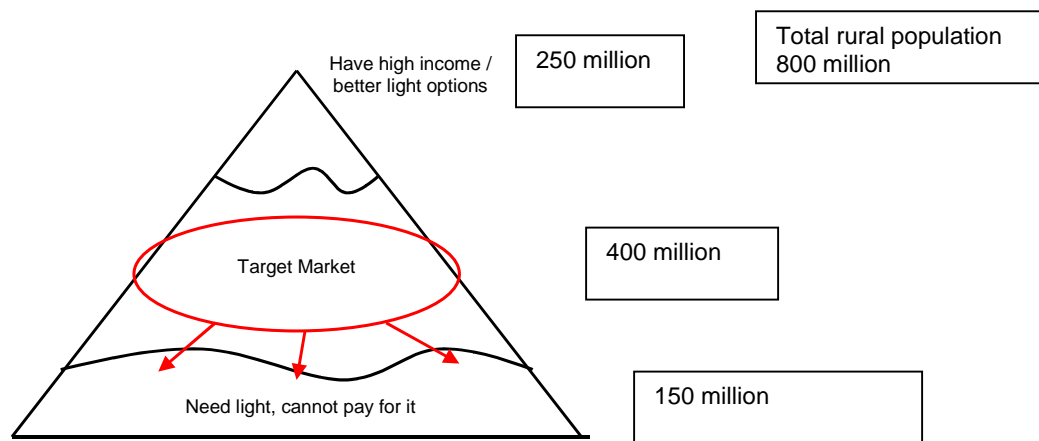 Have high income /
better light options
250 million
Total rural population
800 million
Target Market
400 million
Need light, cannot pay for it
150 million